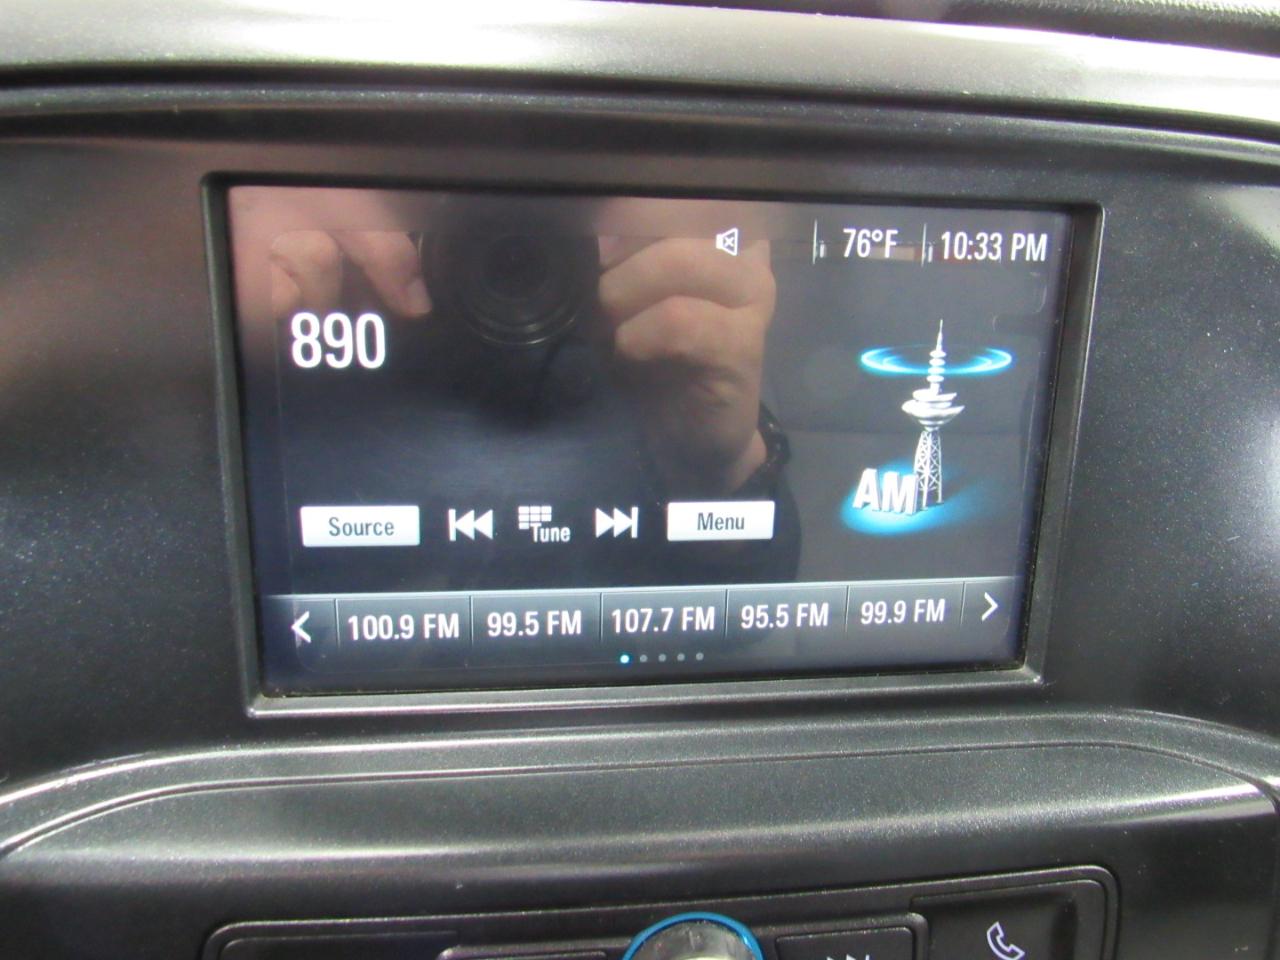 76°F 10:33 PM
890
AM
Source Tune Menu
100.9 FM 99.5 FM 107.7 FM 95.5 FM 99.9 FM